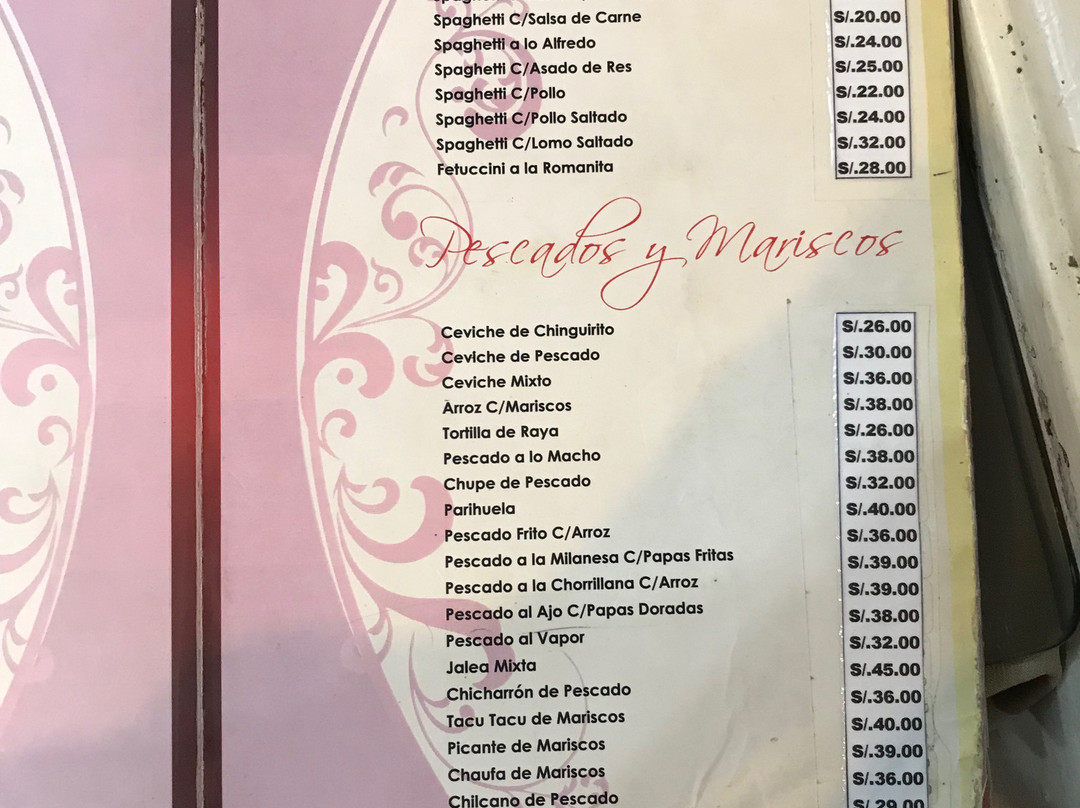 Spaghetti C/Salsa de Carne S/.20.00
Spaghetti a lo Alfredo S/.24.00
Spaghetti C/Asado de Res S/.25.00
Spaghetti C/Pollo S/.22.00
Spaghetti C/Pollo Saltado S/.24.00
Spaghetti C/Lomo Saltado S/.32.00
Fetuccini a la Romanita S/.28.00
Pescados y Mariscos
Ceviche de Chinguirito S/.26.00
Ceviche de Pescado S/.30.00
Ceviche Mixto S/.36.00
Arroz C/Mariscos S/.38.00
Tortilla de Raya S/.26.00
Pescado a lo Macho S/.38.00
Chupe de Pescado S/.32.00
Parihuela S/.40.00
Pescado Frito C/Arroz S/.36.00
Pescado a la Milanesa C/Papas Fritas S/.39.00
Pescado a la Chorrillana C/Arroz S/.39.00
Pescado al Ajo C/Papas Doradas S/.38.00
Pescado al Vapor S/.32.00
Jalea Mixta S/.45.00
Chicharrón de Pescado S/.36.00
Tacu Tacu de Mariscos S/.40.00
Picante de Mariscos S/.39.00
Chaufa de Mariscos S/.36.00
Chilcano de Pescado S/.29.00